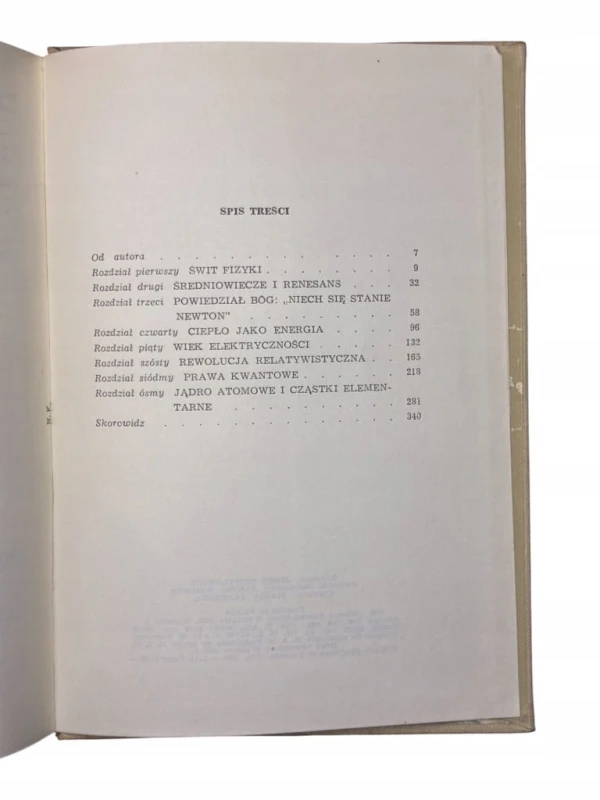 SPIS TREŚCI
Od autora . . . . . . . . . . . . 7
Rozdział pierwszy ŚWIT FIZYKI . . . . . . . . 9
Rozdział drugi ŚREDNIOWIECZE I RENESANS . . . . 32
Rozdział trzeci POWIEDZIAŁ BÓG: „NIECH SIĘ STANIE
NEWTON” . . . . . . . . . 58
Rozdział czwarty CIEPŁO JAKO ENERGIA . . . . 96
Rozdział piąty WIEK ELEKTRYCZNOŚCI . . . . . 132
Rozdział szósty REWOLUCJA RELATYWISTYCZNA . . . 165
Rozdział siódmy PRAWA KWANTOWE . . . . . . 218
Rozdział ósmy JĄDRO ATOMOWE I CZĄSTKI ELEMEN-
TARNE . . . . . . . . . . 281
Skorowidz . . . . . . . . . . . . 340